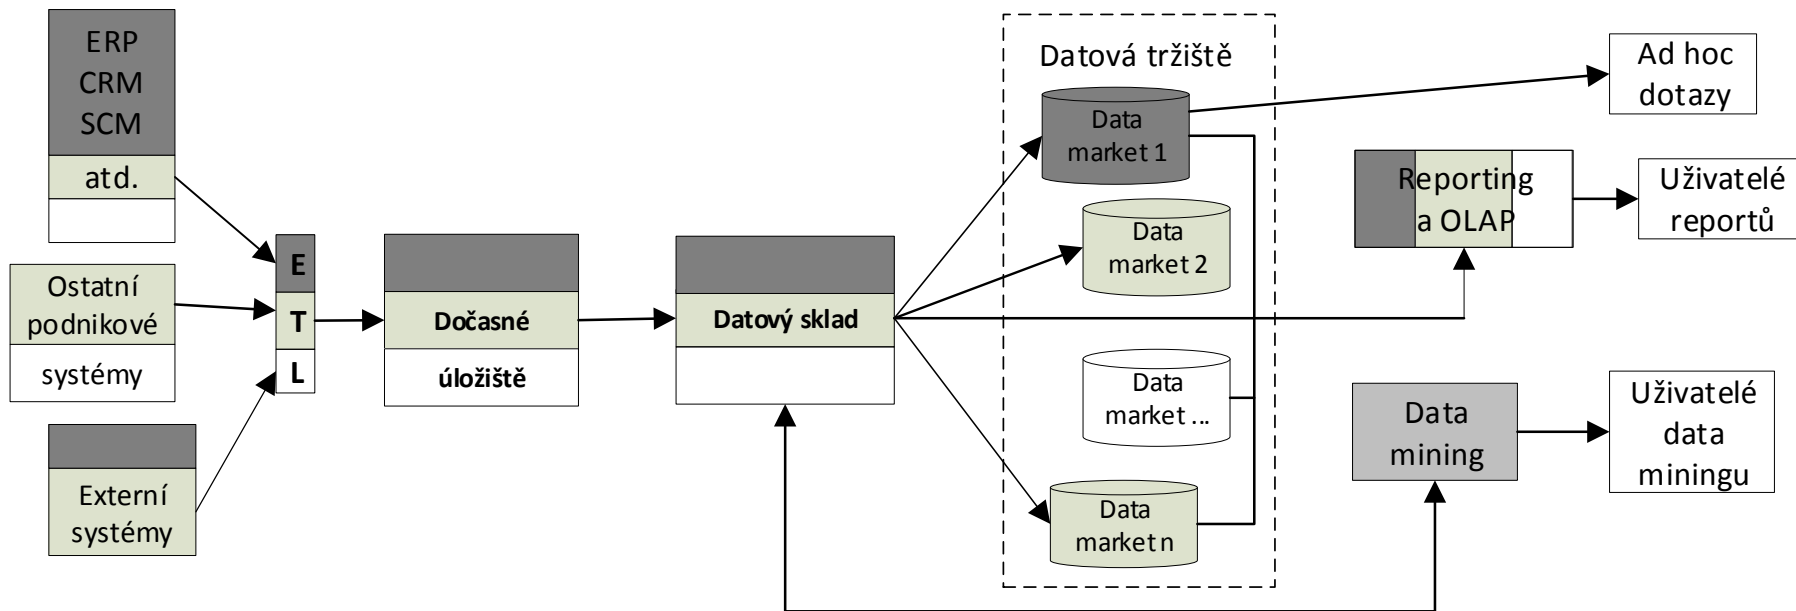 ERP
CRM
SCM
atd.
Ostatní
podnikové
systémy
Externí
systémy
E
T
L
Dočasné
úložiště
Datový sklad
Datová tržiště
Data
market 1
Data
market 2
Data
market ...
Data
market n
Ad hoc
dotazy
Reporting
a OLAP
Uživatelé
reportů
Data
mining
Uživatelé
data
miningu